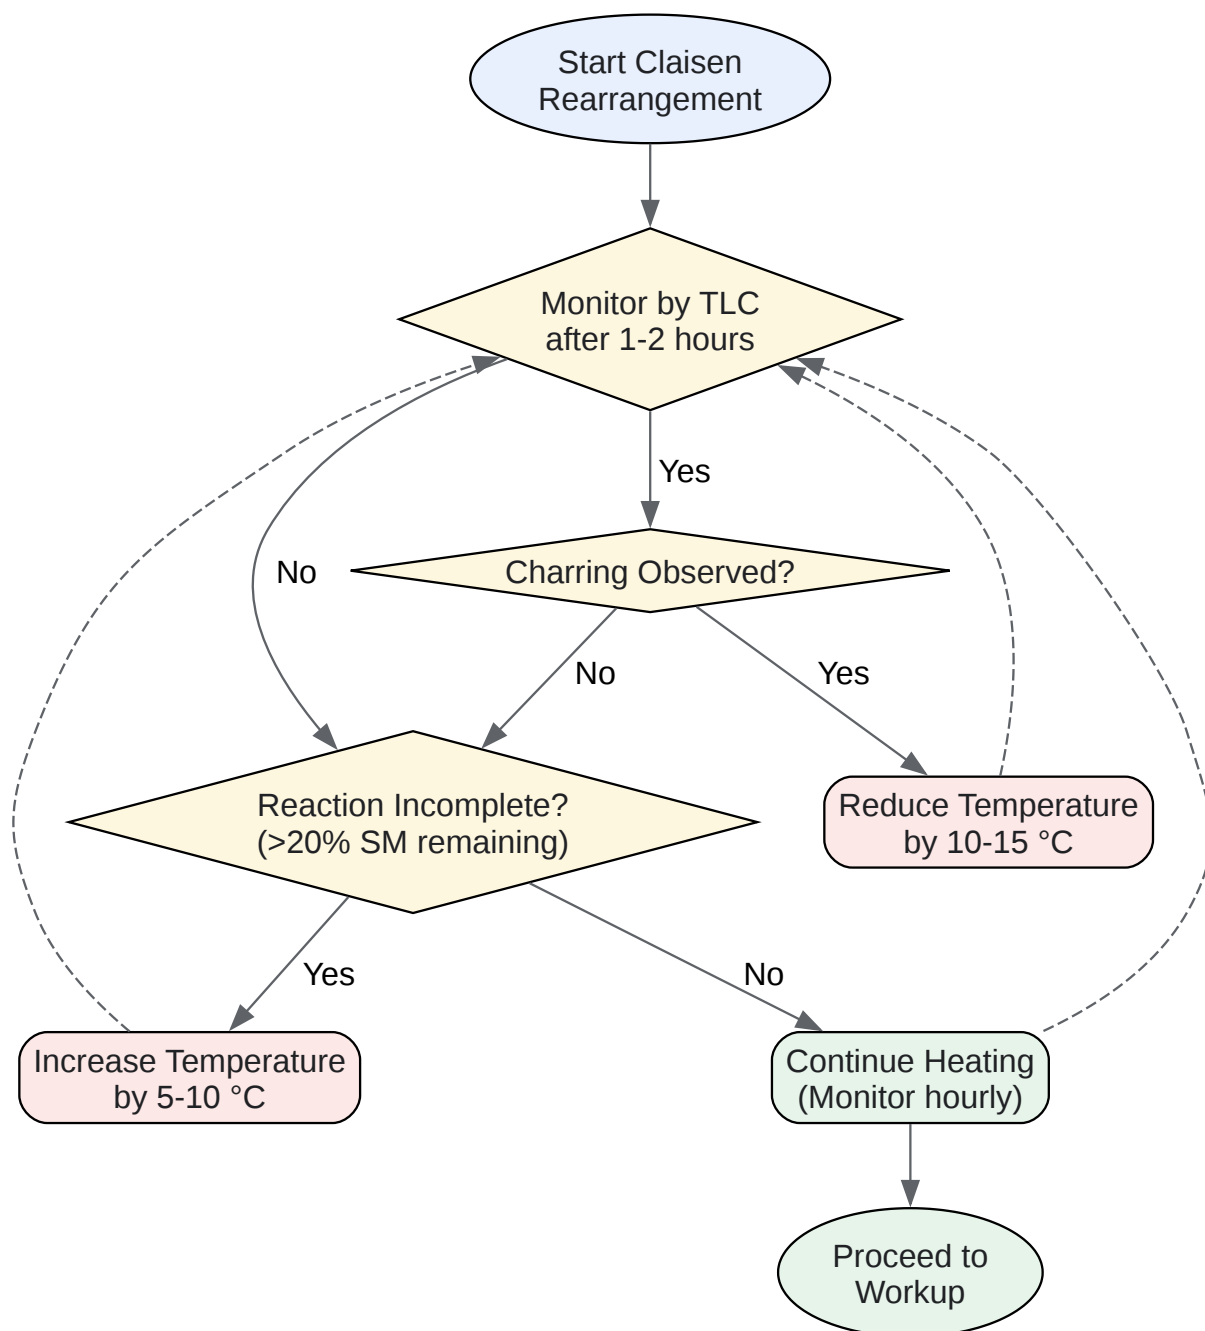 Start Claisen
Rearrangement
Monitor by TLC
after 1-2 hours
Yes
No
Charring Observed?
No
Yes
Reaction Incomplete?
(>20% SM remaining)
Reduce Temperature
by 10-15 °C
Yes
No
Increase Temperature
by 5-10 °C
Continue Heating
(Monitor hourly)
Proceed to
Workup